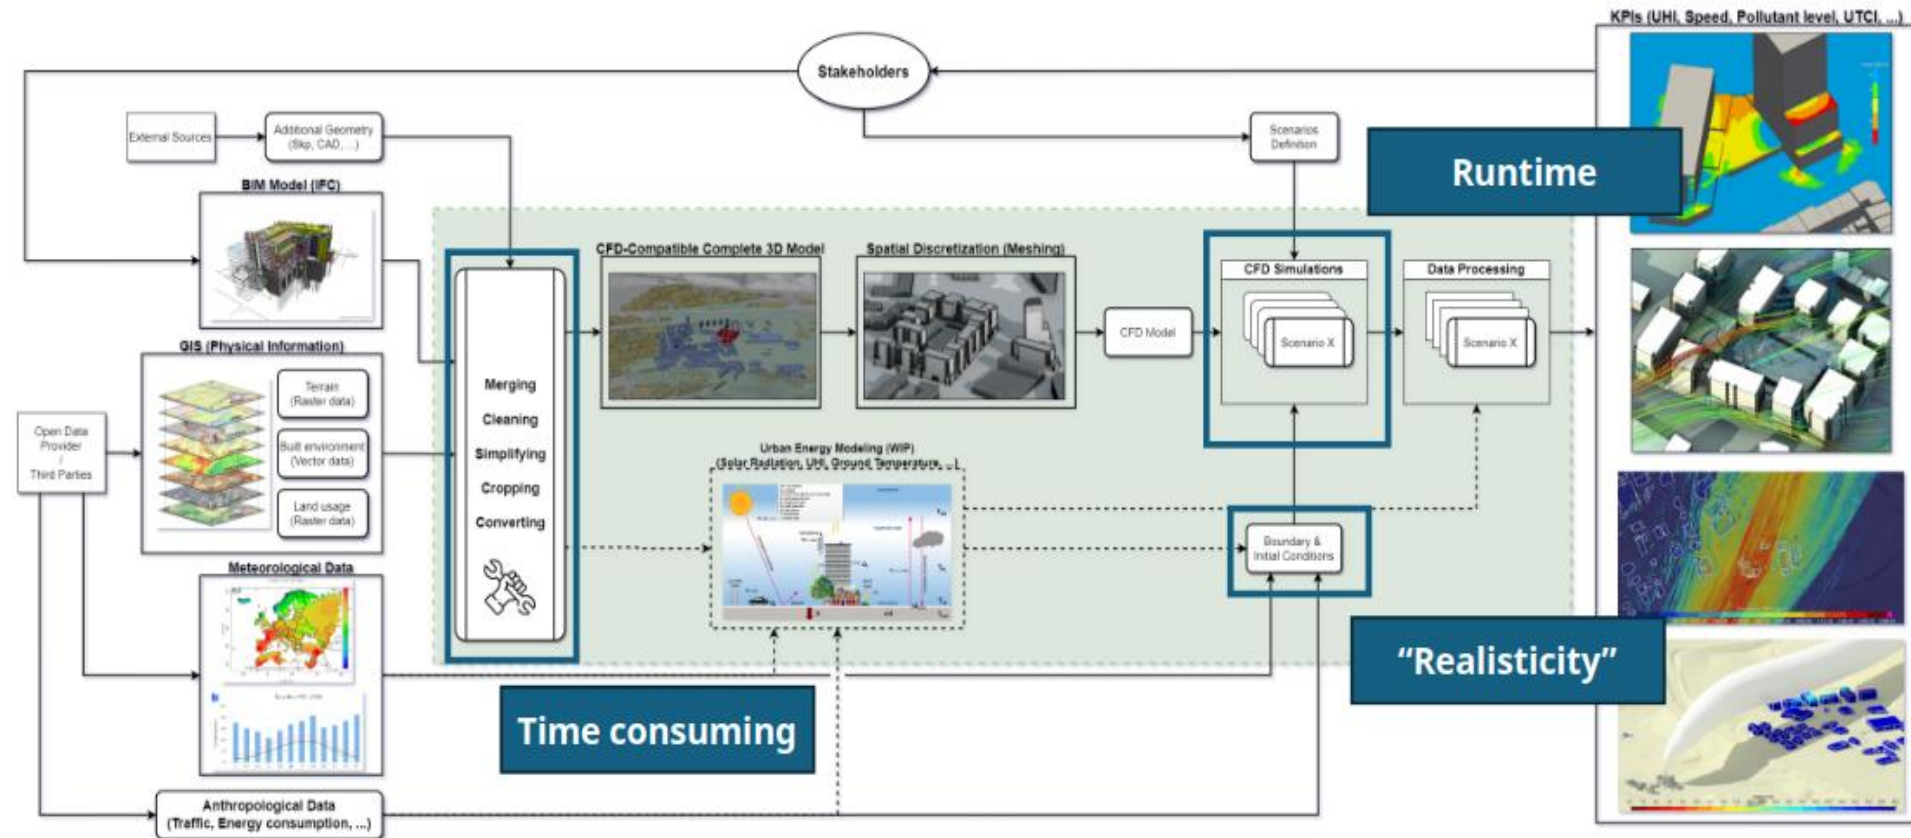 KPIs (UHI, Speed, Pollutant level, UTCI, ...)
Stakeholders
External Sources
Additional Geometry
(Skp, CAD, ...)
Scenarios
Definition
Runtime
BIM Model (IFC)
CFD-Compatible Complete 3D Model
Spatial Discretization (Meshing)
CFD Simulations
Scenario X
Data Processing
Scenario X
CFD Model
GIS (Physical Information)
Terrain
(Raster data)
Built environment
(Vector data)
Land usage
(Raster data)
Open Data
Provider
/
Third Parties
Merging
Cleaning
Simplifying
Cropping
Converting
Urban Energy Modeling (WIP)
(Solar Radiation, UHI, Ground Temperature, ...)
Boundary &
Initial Conditions
Meteorological Data
“Realisticity”
Time consuming
Anthropological Data
(Traffic, Energy consumption, ...)